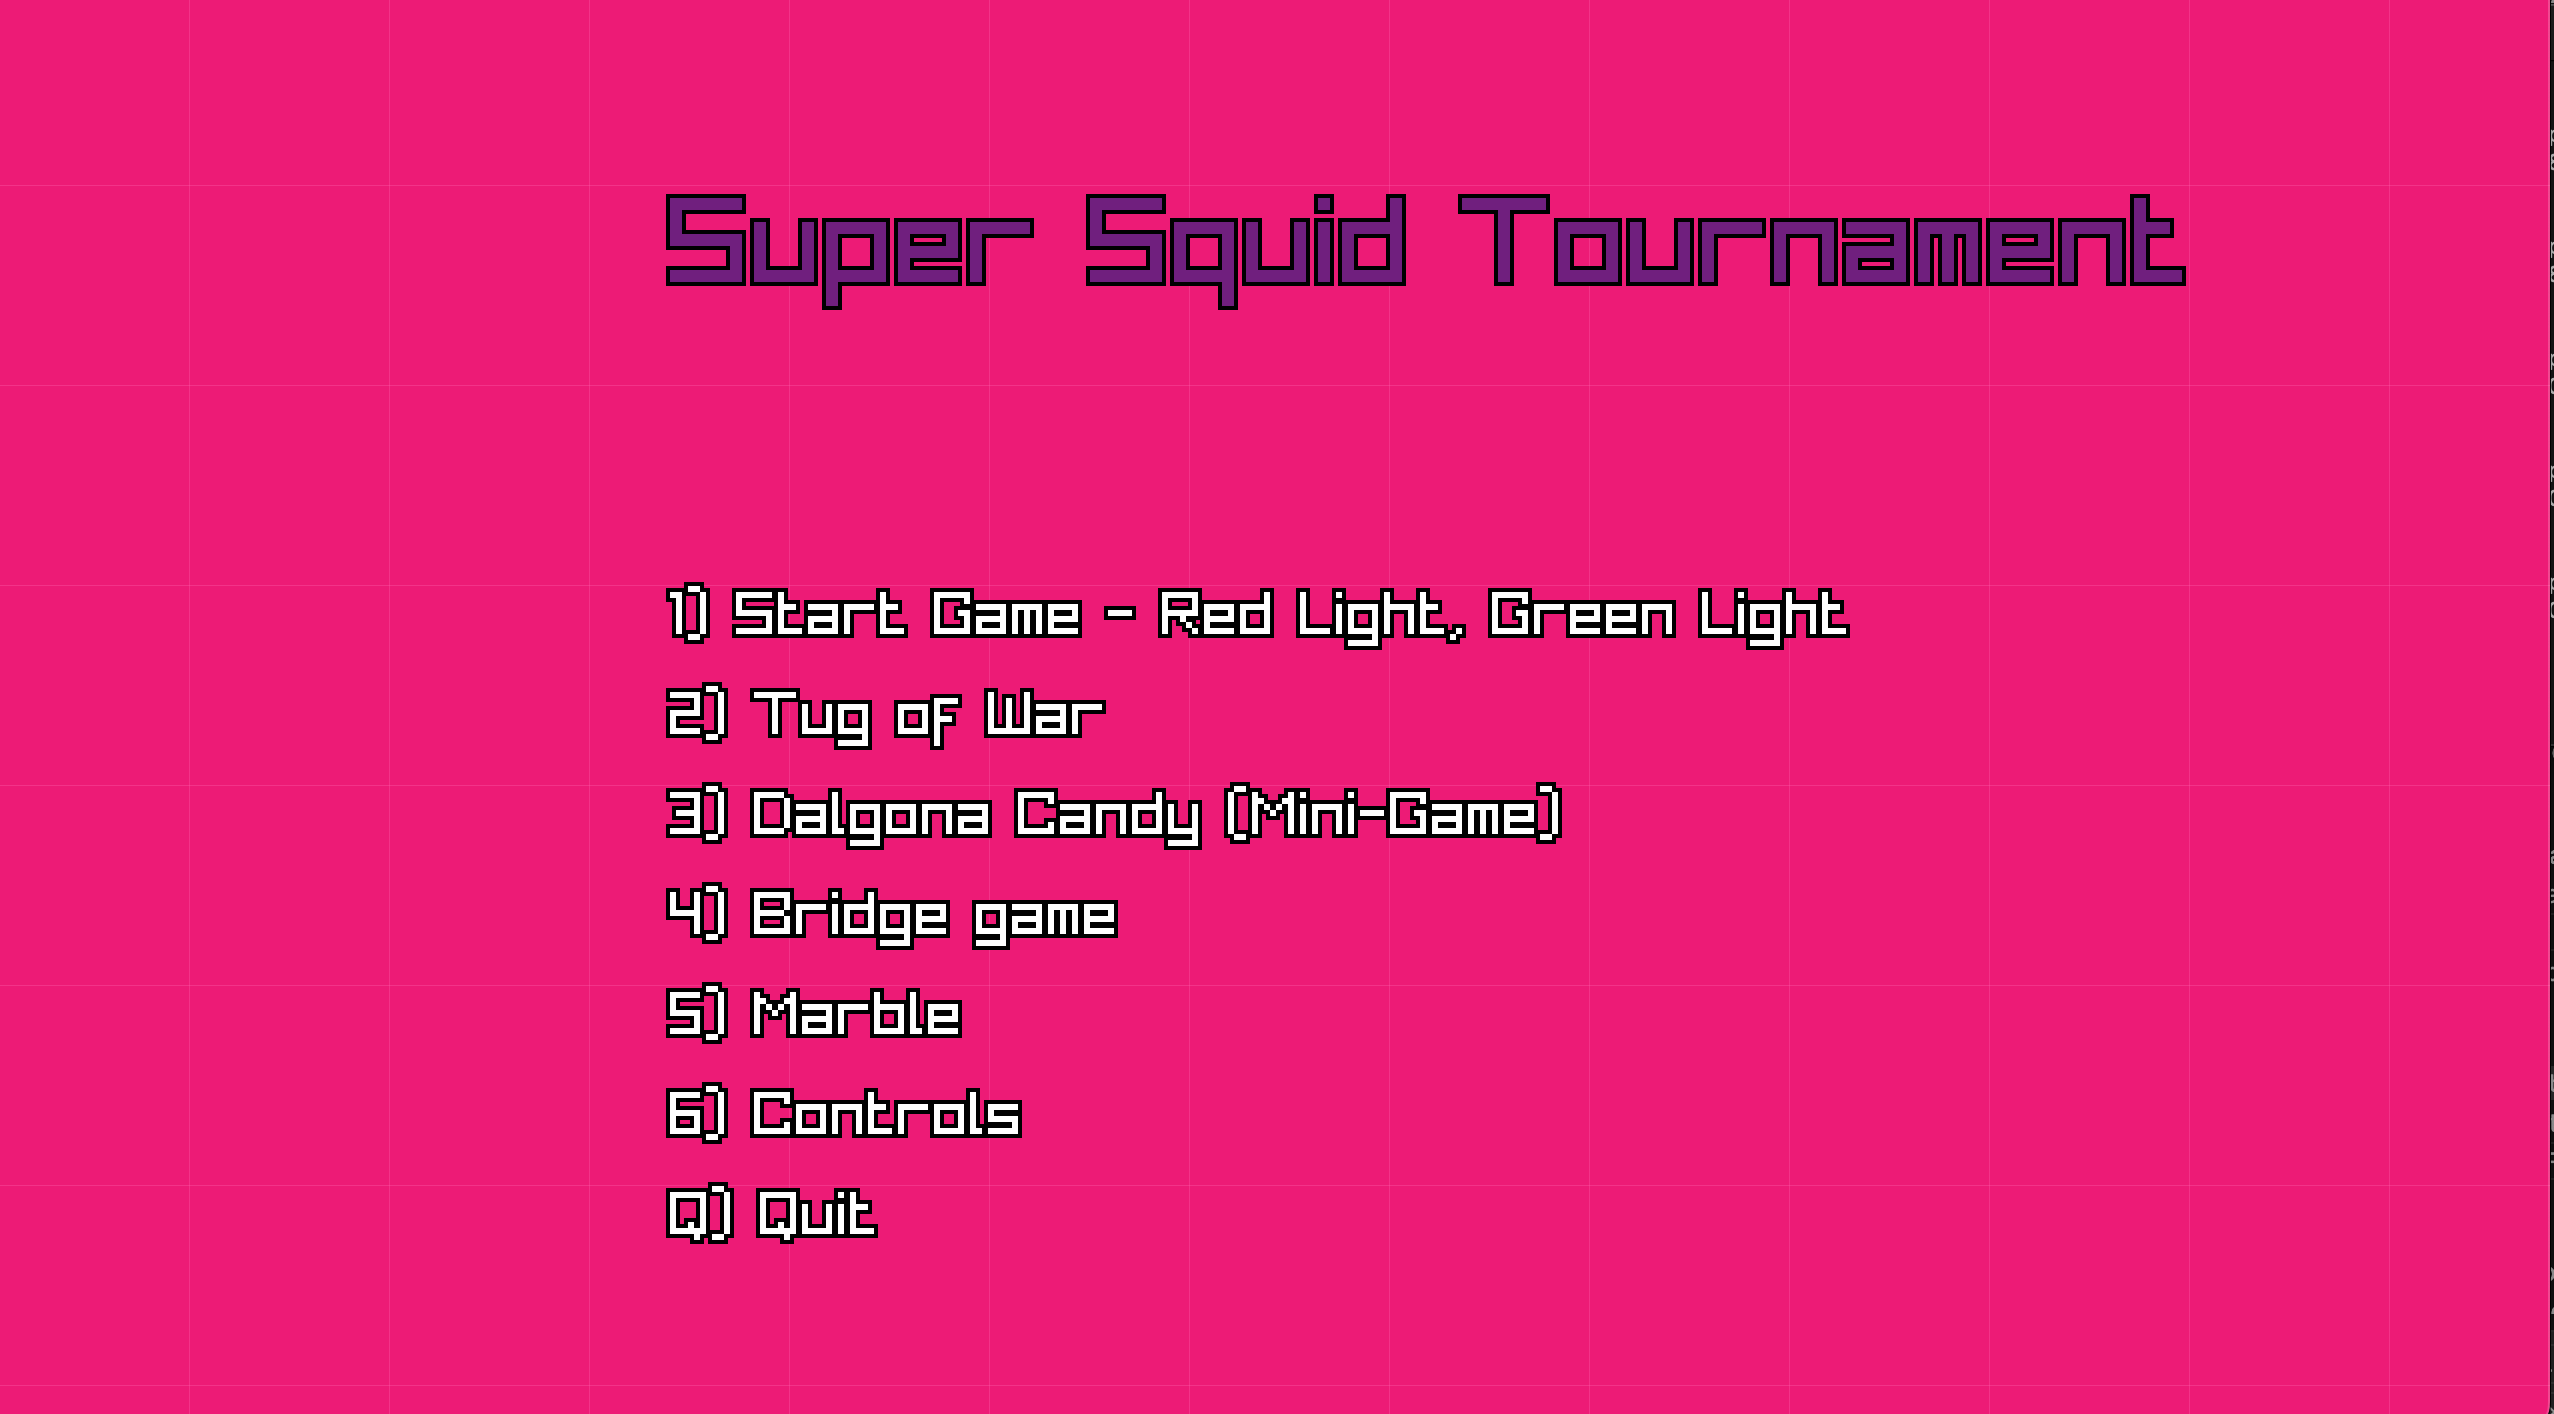 Super Squid Tournament
1) Start Game - Red Light, Green Light
2) Tug of War
3) Dalgona Candy (Mini-Game)
4) Bridge game
5) Marble
6) Controls
Q) Quit